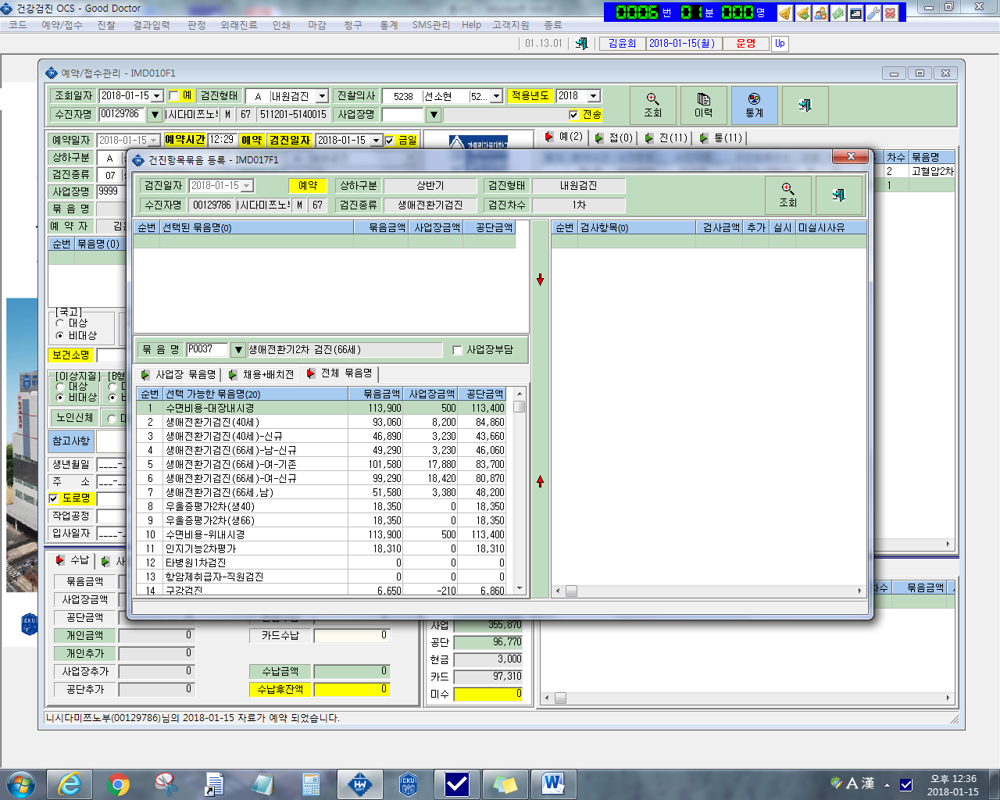 건강검진 OCS - Good Doctor
0006 번 01 분 000 명
코드 예약/접수 진찰 결과입력 판정 외래진료 인쇄 마감 청구 통계 SMS관리 Help 고객지원 종료
01.13.01 김윤희 2018-01-15(월) 운영 Up
예약/접수관리 - IMD010F1
조회일자 2018-01-15 예 검진형태 A 내원검진 진찰의사 5238 선소현 52... 적용년도 2018
수진자명 00129786 시다미쯔노 M 67 511201-5140015 사업장명 전송
조회 이력 통계
예약일자 2018-01-15 예약시간 12:29 예약 검진일자 2018-01-15 금일
예(2) 접(0) 진(11) 통(11)
상하구분 A
검진종류 07
사업장명 9999
묶 음 명
예 약 자
순번 묶음명(0)
차수 묶음명
2 고혈압2차
1
[국고]
대상
비대상
보건소명
[이상지질] [B형
대상
비대상
노인신체
참고사항
생년월일 ____-_
주 소 ___-_
도로명
작업공정
입사일자 ____-_
건진항목묶음 등록 - IMD017F1
검진일자 2018-01-15 예약 상하구분 상반기 검진형태 내원검진
수진자명 00129786 시다미쯔노 M 67 검진종류 생애전환기검진 검진차수 1차
조회
순번 선택된 묶음명(0) 묶음금액 사업장금액 공단금액
순번 검사항목(0) 검사금액 추가 실시 미실시사유
묶 음 명 P0037 생애전환기2차 검진(66세) 사업장부담
사업장 묶음명 채용+배치전 전체 묶음명
순번 선택 가능한 묶음명(20) 묶음금액 사업장금액 공단금액
1 수면비용-대장내시경 113,900 500 113,400
2 생애전환기검진(40세) 93,060 8,200 84,860
3 생애전환기검진(40세)-신규 46,890 3,230 43,660
4 생애전환기검진(66세)-남-신규 49,290 3,230 46,060
5 생애전환기검진(66세)-여-기존 101,580 17,880 83,700
6 생애전환기검진(66세)-여-신규 99,290 18,420 80,870
7 생애전환기검진(66세,남) 51,580 3,380 48,200
8 우울증평가2차(생40) 18,350 0 18,350
9 우울증평가2차(생66) 18,350 0 18,350
10 수면비용-위내시경 113,900 500 113,400
11 인지기능2차평가 18,310 0 18,310
12 타병원1차검진 0 0 0
13 항암제취급자-직원검진 0 0 0
14 구강검진 6,650 -210 6,860
수납
묶음금액
사업장금액
공단금액
개인금액 0
개인추가 0
사업장추가 0
공단추가 0
카드수납 0
수납금액 0
수납후잔액 0
사업 355,870
공단 96,770
현금 3,000
카드 97,310
미수 0
차수 묶음금액
니시다미쯔노부(00129786)님의 2018-01-15 자료가 예약 되었습니다.
CKU
A 漢
오후 12:36
2018-01-15